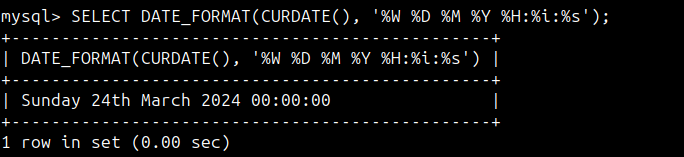 mysql> SELECT DATE_FORMAT(CURDATE(), '%W %D %M %Y %H:%i:%s');
+-----------------------------------------------+
| DATE_FORMAT(CURDATE(), '%W %D %M %Y %H:%i:%s') |
+-----------------------------------------------+
| Sunday 24th March 2024 00:00:00               |
+-----------------------------------------------+
1 row in set (0.00 sec)